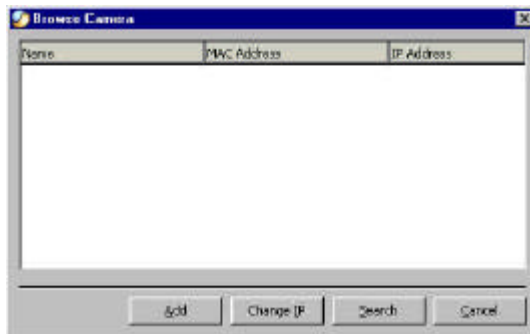 Browse Camera
Name MAC Address IP Address
Add Change IP Search Cancel